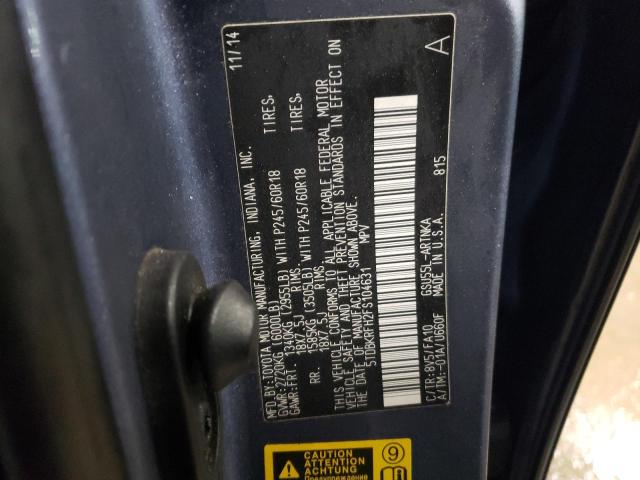 MFD.BY:TOYOTA MOTOR MANUFACTURING, INDIANA, INC. 11/14
GVWR:2720KG (6000LB)
GAWR:FRT. 1340KG (2955LB) WITH P245/60R18 TIRES,
18X7.5J RIMS,
RR. 1585KG (3505LB) WITH P245/60R18 TIRES,
18X7.5J RIMS
THIS VEHICLE CONFORMS TO ALL APPLICABLE FEDERAL MOTOR
VEHICLE SAFETY AND THEFT PREVENTION STANDARDS IN EFFECT ON
THE DATE OF MANUFACTURE SHOWN ABOVE.
5TDBKRFH2FS104631 MPV
A
815
C/TR:8V5/FA10 GSU55L-ARTNKA
A/TM:-01A/U660F MADE IN U.S.A.
CAUTION
ATTENTION
ACHTUNG
Предупреждение
9